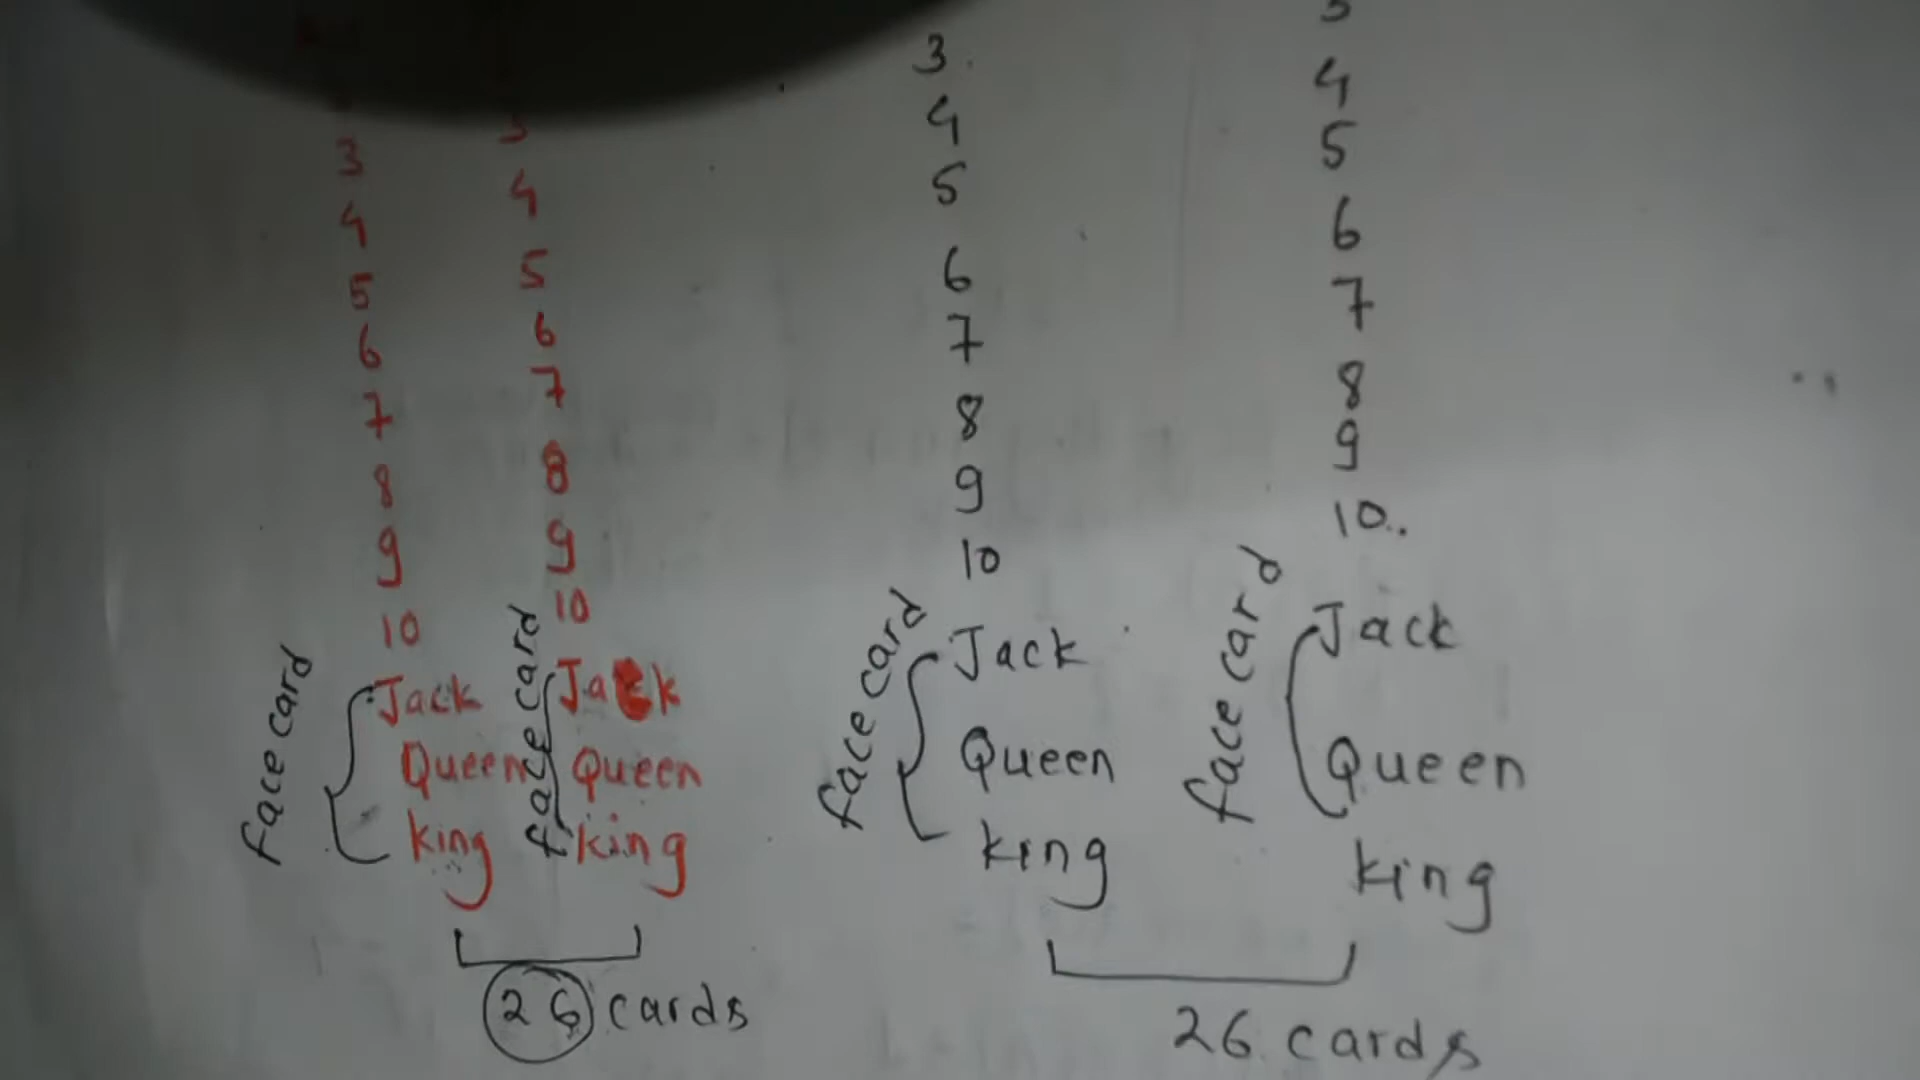 3 3 3. 3
4 4 4 4
5 5 5 5
6 6 6 6
7 7 7 7
8 8 8 8
9 9 9 9
10 10 10 10.
face card Jack face card Jack face card Jack face card Jack
Queen Queen Queen Queen
king king king king
26 cards 26 cards